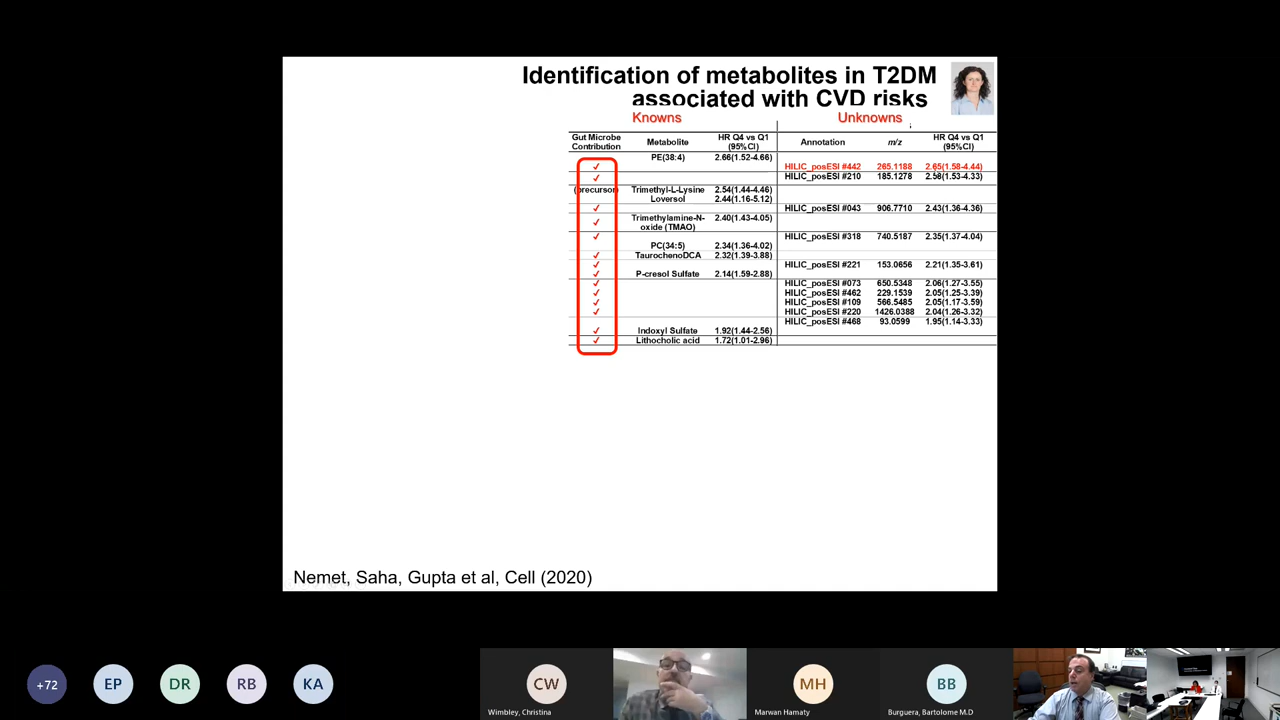 Identification of metabolites in T2DM
associated with CVD risks
Knowns Unknowns
Gut Microbe Contribution Metabolite HR Q4 vs Q1 (95%CI) Annotation m/z HR Q4 vs Q1 (95%CI)
PE(38:4) 2.66(1.52-4.66)
✓ HILIC_posESI #442 265.1188 2.65(1.58-4.44)
✓ HILIC_posESI #210 185.1278 2.58(1.53-4.33)
(precursor) Trimethyl-L-Lysine 2.54(1.44-4.46)
Loversol 2.44(1.16-5.12)
✓ HILIC_posESI #043 906.7710 2.43(1.36-4.36)
✓ Trimethylamine-N-oxide (TMAO) 2.40(1.43-4.05)
✓ HILIC_posESI #318 740.5187 2.35(1.37-4.04)
PC(34:5) 2.34(1.36-4.02)
✓ TaurochenoDCA 2.32(1.39-3.88)
✓ HILIC_posESI #221 153.0656 2.21(1.35-3.61)
✓ P-cresol Sulfate 2.14(1.59-2.88)
✓ HILIC_posESI #073 650.5348 2.06(1.27-3.55)
✓ HILIC_posESI #462 229.1539 2.05(1.25-3.39)
✓ HILIC_posESI #109 566.5485 2.05(1.17-3.59)
✓ HILIC_posESI #220 1426.0388 2.04(1.26-3.32)
HILIC_posESI #468 93.0599 1.95(1.14-3.33)
✓ Indoxyl Sulfate 1.92(1.44-2.56)
✓ Lithocholic acid 1.72(1.01-2.96)
Nemet, Saha, Gupta et al, Cell (2020)
+72 EP DR RB KA CW MH BB
Wimbley, Christina
Marwan Hamaty
Burguera, Bartolome M.D